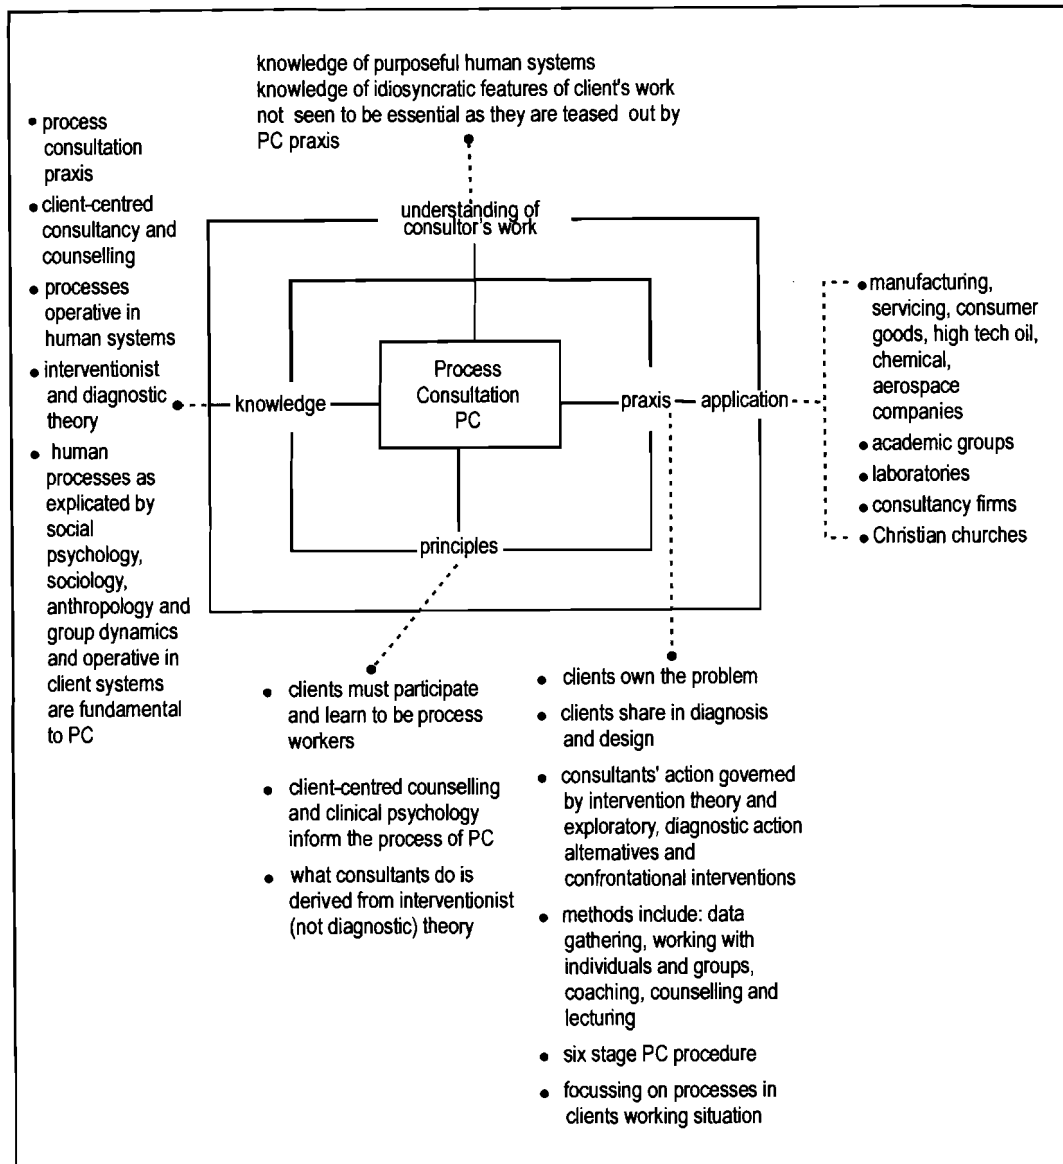 knowledge of purposeful human systems
knowledge of idiosyncratic features of client's work
not seen to be essential as they are teased out by
PC praxis
• process
consultation
praxis
• client-centred
consultancy and
counselling
• processes
operative in
human systems
• interventionist
and diagnostic
theory
• human
processes as
explicated by
social
psychology,
sociology,
anthropology and
group dynamics
and operative in
client systems
are fundamental
to PC
understanding of
consultor's work
knowledge
Process
Consultation
PC
praxis
application
principles
• manufacturing,
servicing, consumer
goods, high tech oil,
chemical,
aerospace
companies
• academic groups
• laboratories
• consultancy firms
• Christian churches
• clients must participate
and learn to be process
workers
• client-centred counselling
and clinical psychology
inform the process of PC
• what consultants do is
derived from interventionist
(not diagnostic) theory
• clients own the problem
• clients share in diagnosis
and design
• consultants' action governed
by intervention theory and
exploratory, diagnostic action
alternatives and
confrontational interventions
• methods include: data
gathering, working with
individuals and groups,
coaching, counselling and
lecturing
• six stage PC procedure
• focussing on processes in
clients working situation